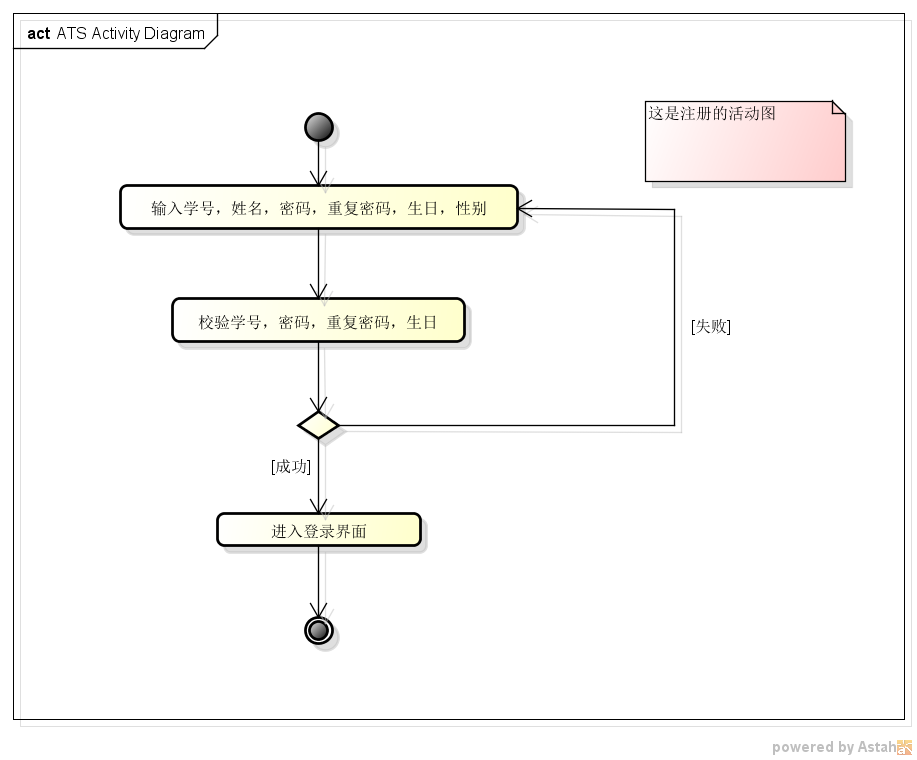 act ATS Activity Diagram
这是注册的活动图
输入学号，姓名，密码，重复密码，生日，性别
校验学号，密码，重复密码，生日
[失败]
[成功]
进入登录界面
powered by Astah